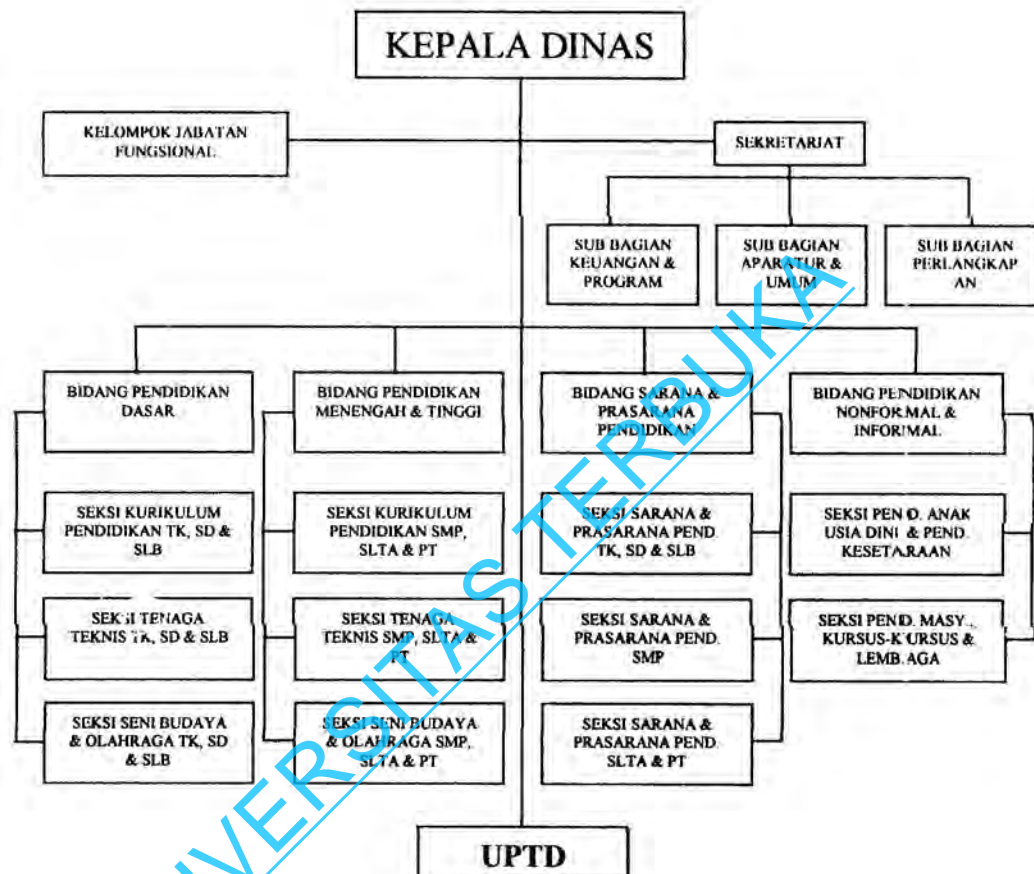 KEPALA DINAS
KELOMPOK JABATAN
FUNGSIONAL
SEKRETARIAT
SUB BAGIAN
KEUANGAN &
PROGRAM
SUB BAGIAN
APARATUR &
UMUM
SUB BAGIAN
PERLANGKAP
AN
BIDANG PENDIDIKAN
DASAR
BIDANG PENDIDIKAN
MENENGAH & TINGGI
BIDANG SARANA &
PRASARANA
PENDIDIKAN
BIDANG PENDIDIKAN
NONFORMAL &
INFORMAL
SEKSI KURIKULUM
PENDIDIKAN TK, SD &
SLB
SEKSI KURIKULUM
PENDIDIKAN SMP,
SLTA & PT
SEKSI SARANA &
PRASARANA PEND.
TK, SD & SLB
SEKSI PEND. ANAK
USIA DINI & PEND.
KESETARAAN
SEKSI TENAGA
TEKNIS TK, SD & SLB
SEKSI TENAGA
TEKNIS SMP, SLTA &
PT
SEKSI SARANA &
PRASARANA PEND.
SMP
SEKSI PEND. MASY.,
KURSUS-KURSUS &
LEMBAGA
SEKSI SENI BUDAYA
& OLAHRAGA TK, SD
& SLB
SEKSI SENI BUDAYA
& OLAHRAGA SMP,
SLTA & PT
SEKSI SARANA &
PRASARANA PEND.
SLTA & PT
UPTD
IVERSITAS TERBUKA